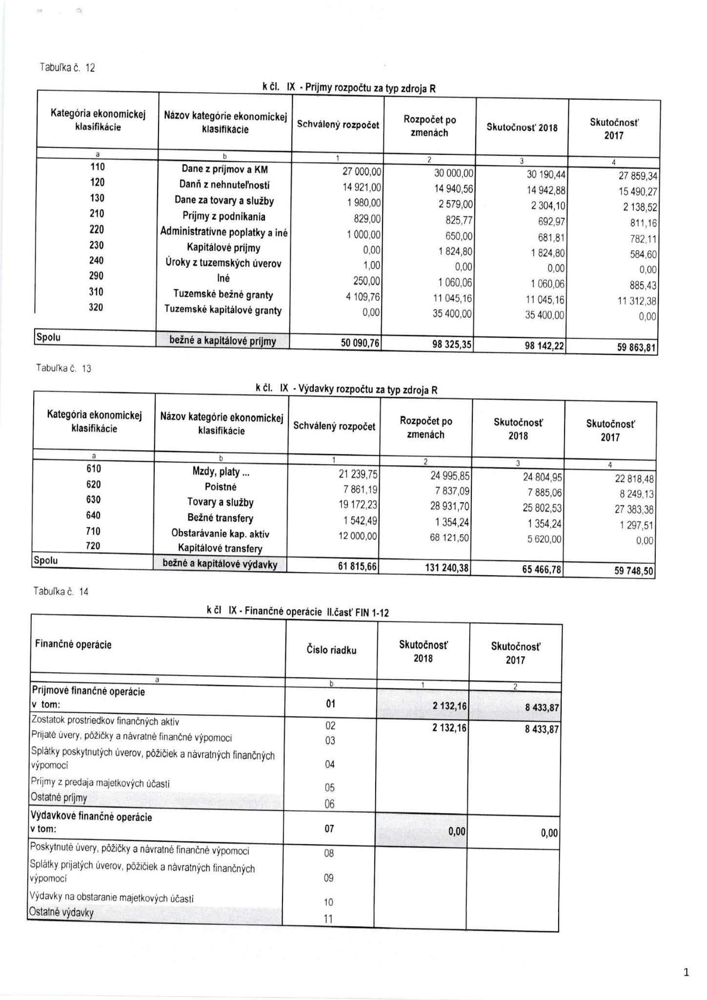 Tabuľka č. 12
k čl. IX - Príjmy rozpočtu za typ zdroja R
Kategória ekonomickej klasifikácie Názov kategórie ekonomickej klasifikácie Schválený rozpočet Rozpočet po zmenách Skutočnosť 2018 Skutočnosť 2017
a b 1 2 3 4
110 Dane z príjmov a KM 27 000,00 30 000,00 30 190,44 27 859,34
120 Daň z nehnuteľností 14 921,00 14 940,56 14 942,88 15 490,27
130 Dane za tovary a služby 1 980,00 2 579,00 2 304,10 2 138,52
210 Príjmy z podnikania 829,00 825,77 692,97 811,16
220 Administratívne poplatky a iné 1 000,00 650,00 681,81 782,11
230 Kapitálové príjmy 0,00 1 824,80 1 824,80 584,60
240 Úroky z tuzemských úverov 1,00 0,00 0,00 0,00
290 Iné 250,00 1 060,06 1 060,06 885,43
310 Tuzemské bežné granty 4 109,76 11 045,16 11 045,16 11 312,38
320 Tuzemské kapitálové granty 0,00 35 400,00 35 400,00 0,00
Spolu bežné a kapitálové príjmy 50 090,76 98 325,35 98 142,22 59 863,81
Tabuľka č. 13
k čl. IX - Výdavky rozpočtu za typ zdroja R
Kategória ekonomickej klasifikácie Názov kategórie ekonomickej klasifikácie Schválený rozpočet Rozpočet po zmenách Skutočnosť 2018 Skutočnosť 2017
a b 1 2 3 4
610 Mzdy, platy ... 21 239,75 24 995,85 24 804,95 22 818,48
620 Poistné 7 861,19 7 837,09 7 885,06 8 249,13
630 Tovary a služby 19 172,23 28 931,70 25 802,53 27 383,38
640 Bežné transfery 1 542,49 1 354,24 1 354,24 1 297,51
710 Obstarávanie kap. aktív 12 000,00 68 121,50 5 620,00 0,00
720 Kapitálové transfery
Spolu bežné a kapitálové výdavky 61 815,66 131 240,38 65 466,78 59 748,50
Tabuľka č. 14
k čl IX - Finančné operácie II.časť FIN 1-12
Finančné operácie Číslo riadku Skutočnosť 2018 Skutočnosť 2017
a b 1 2
Príjmové finančné operácie
v tom: 01 2 132,16 8 433,87
Zostatok prostriedkov finančných aktív 02 2 132,16 8 433,87
Prijaté úvery, pôžičky a návratné finančné výpomoci 03
Splátky poskytnutých úverov, pôžičiek a návratných finančných
výpomocí 04
Príjmy z predaja majetkových účastí 05
Ostatné príjmy 06
Výdavkové finančné operácie
v tom: 07 0,00 0,00
Poskytnuté úvery, pôžičky a návratné finančné výpomoci 08
Splátky prijatých úverov, pôžičiek a návratných finančných
výpomocí 09
Výdavky na obstaranie majetkových účastí 10
Ostatné výdavky 11
1